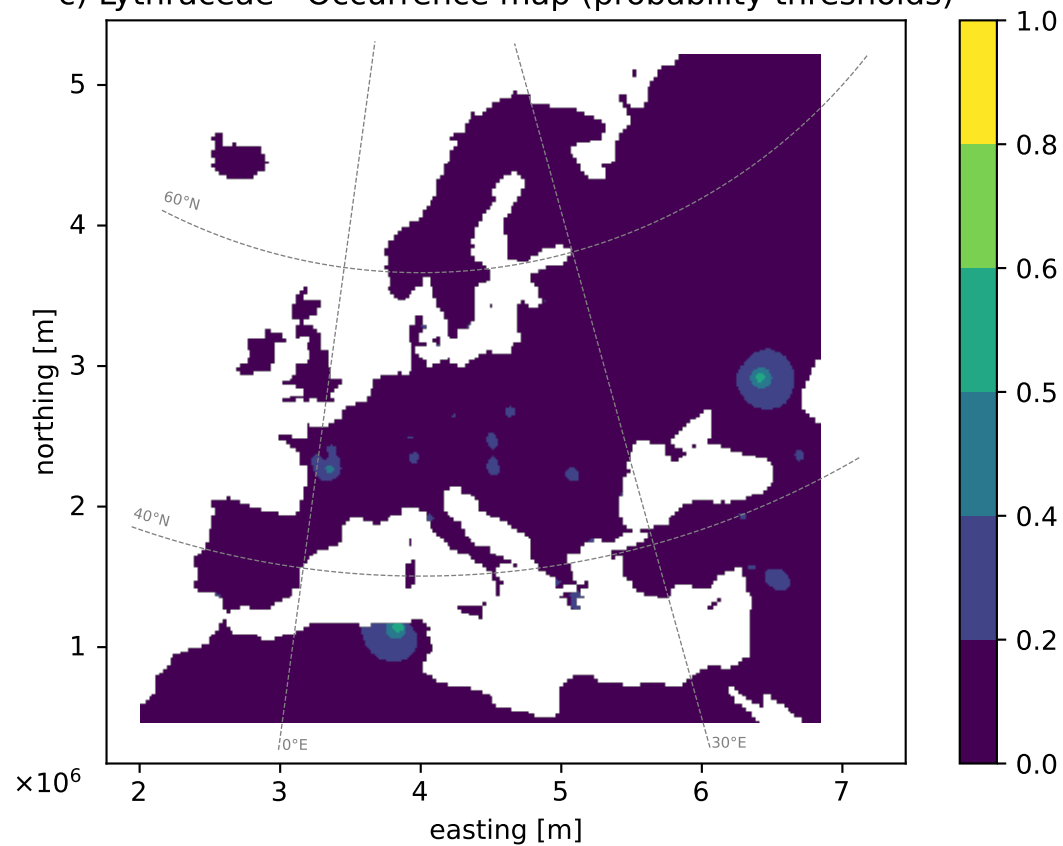 c) Lythraceae - Occurrence map (probability thresholds)
1.0
0.8
0.6
0.5
0.4
0.2
0.0
5
4
3
2
1
northing [m]
60°N
40°N
0°E
30°E
×10⁶
2 3 4 5 6 7
easting [m]